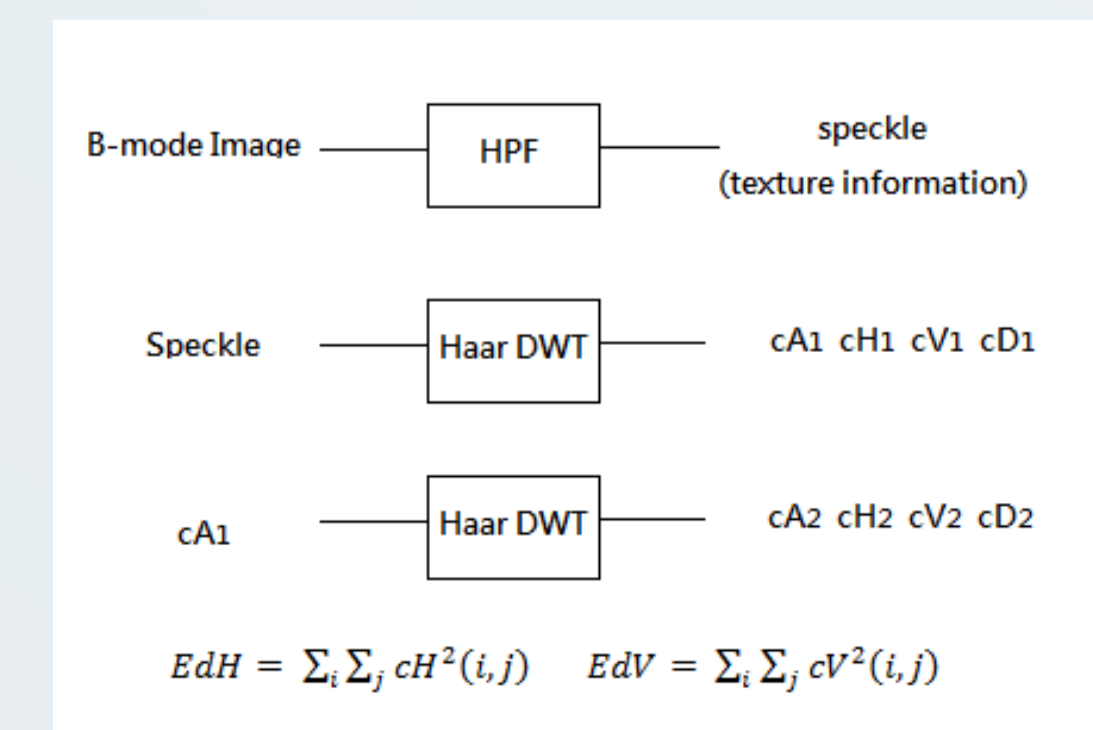 B-mode Image HPF speckle
(texture information)
Speckle Haar DWT cA1 cH1 cV1 cD1
cA1 Haar DWT cA2 cH2 cV2 cD2
EdH = ∑ᵢ ∑ⱼ cH²(i,j) EdV = ∑ᵢ ∑ⱼ cV²(i,j)